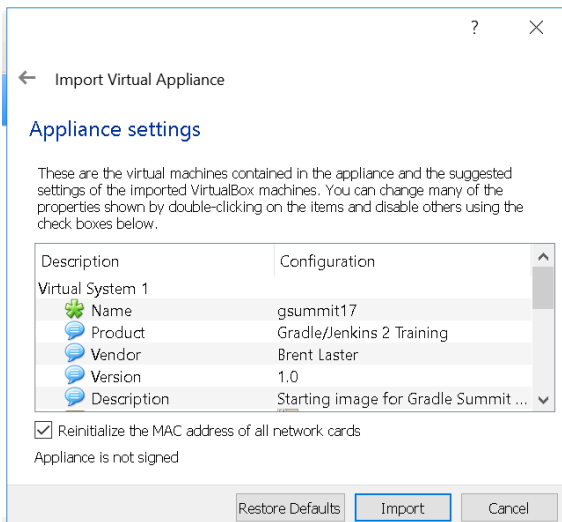 ?
Import Virtual Appliance
Appliance settings
These are the virtual machines contained in the appliance and the suggested
settings of the imported VirtualBox machines. You can change many of the
properties shown by double-clicking on the items and disable others using the
check boxes below.
Description Configuration
Virtual System 1
Name gsummit17
Product Gradle/Jenkins 2 Training
Vendor Brent Laster
Version 1.0
Description Starting image for Gradle Summit ...
Reinitialize the MAC address of all network cards
Appliance is not signed
Restore Defaults Import Cancel